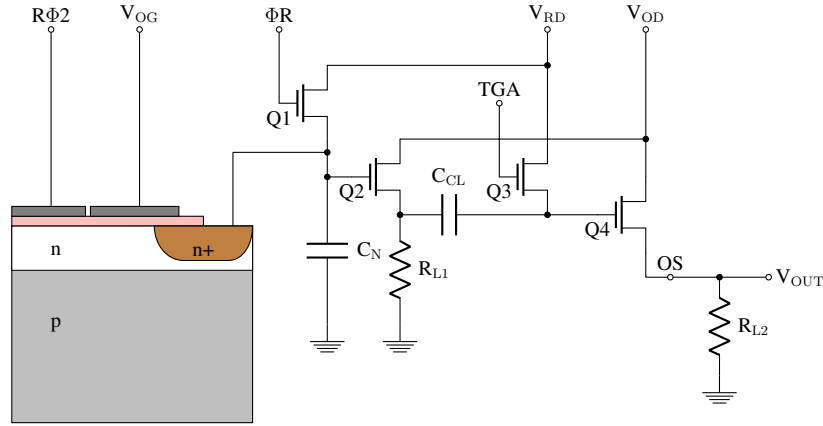 RΦ2
V_OG
ΦR
V_RD
V_OD
TGA
Q1
Q2
C_CL
Q3
Q4
n
n+
C_N
R_L1
OS
V_OUT
p
R_L2